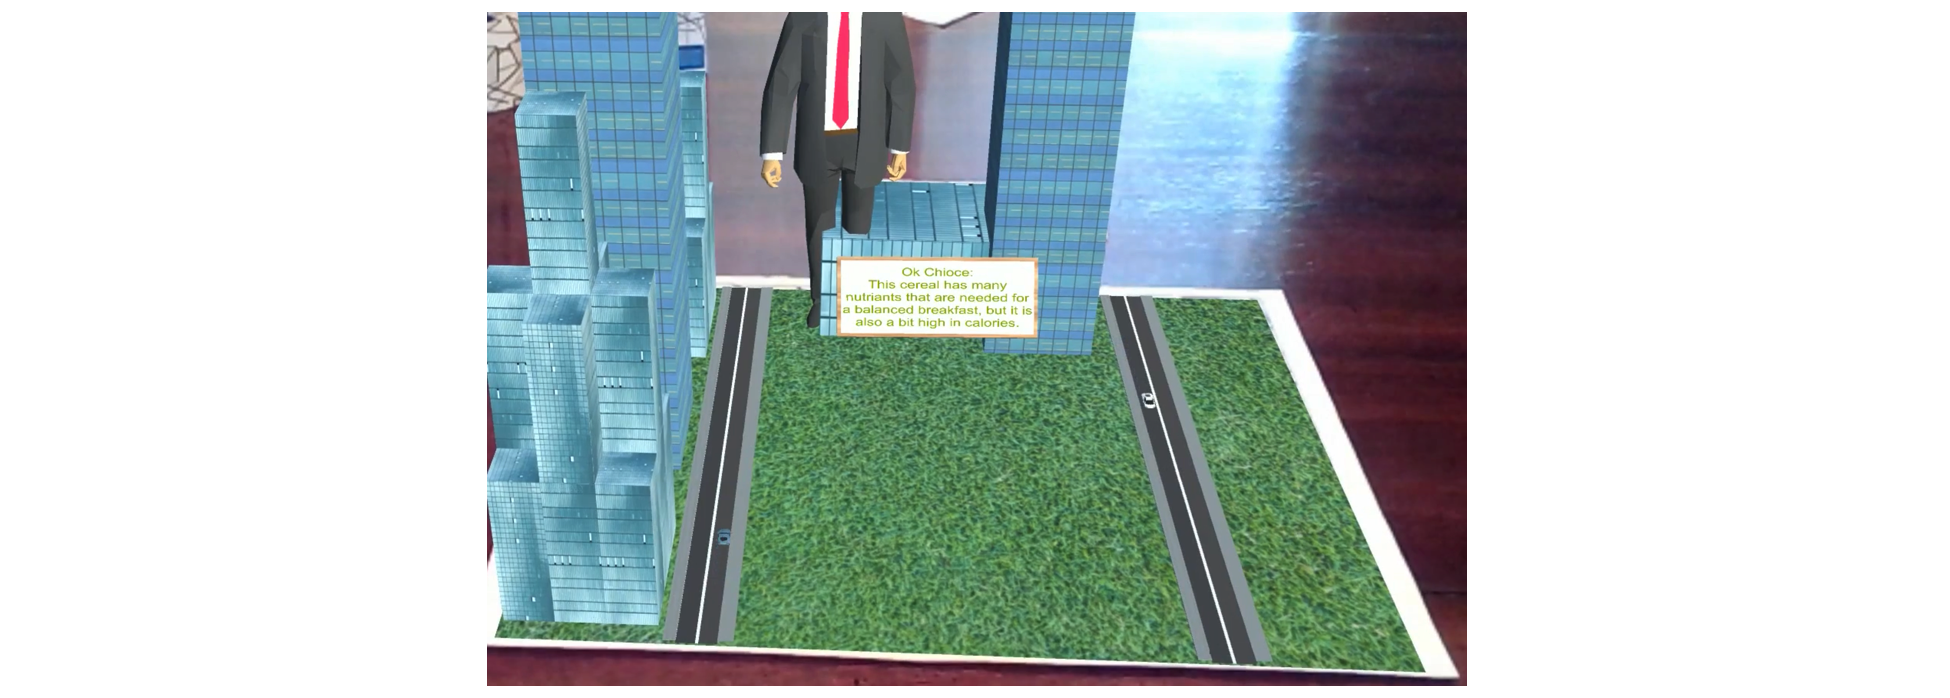 Ok Chioce:
This cereal has many
nutriants that are needed for
a balanced breakfast, but it is
also a bit high in calories.